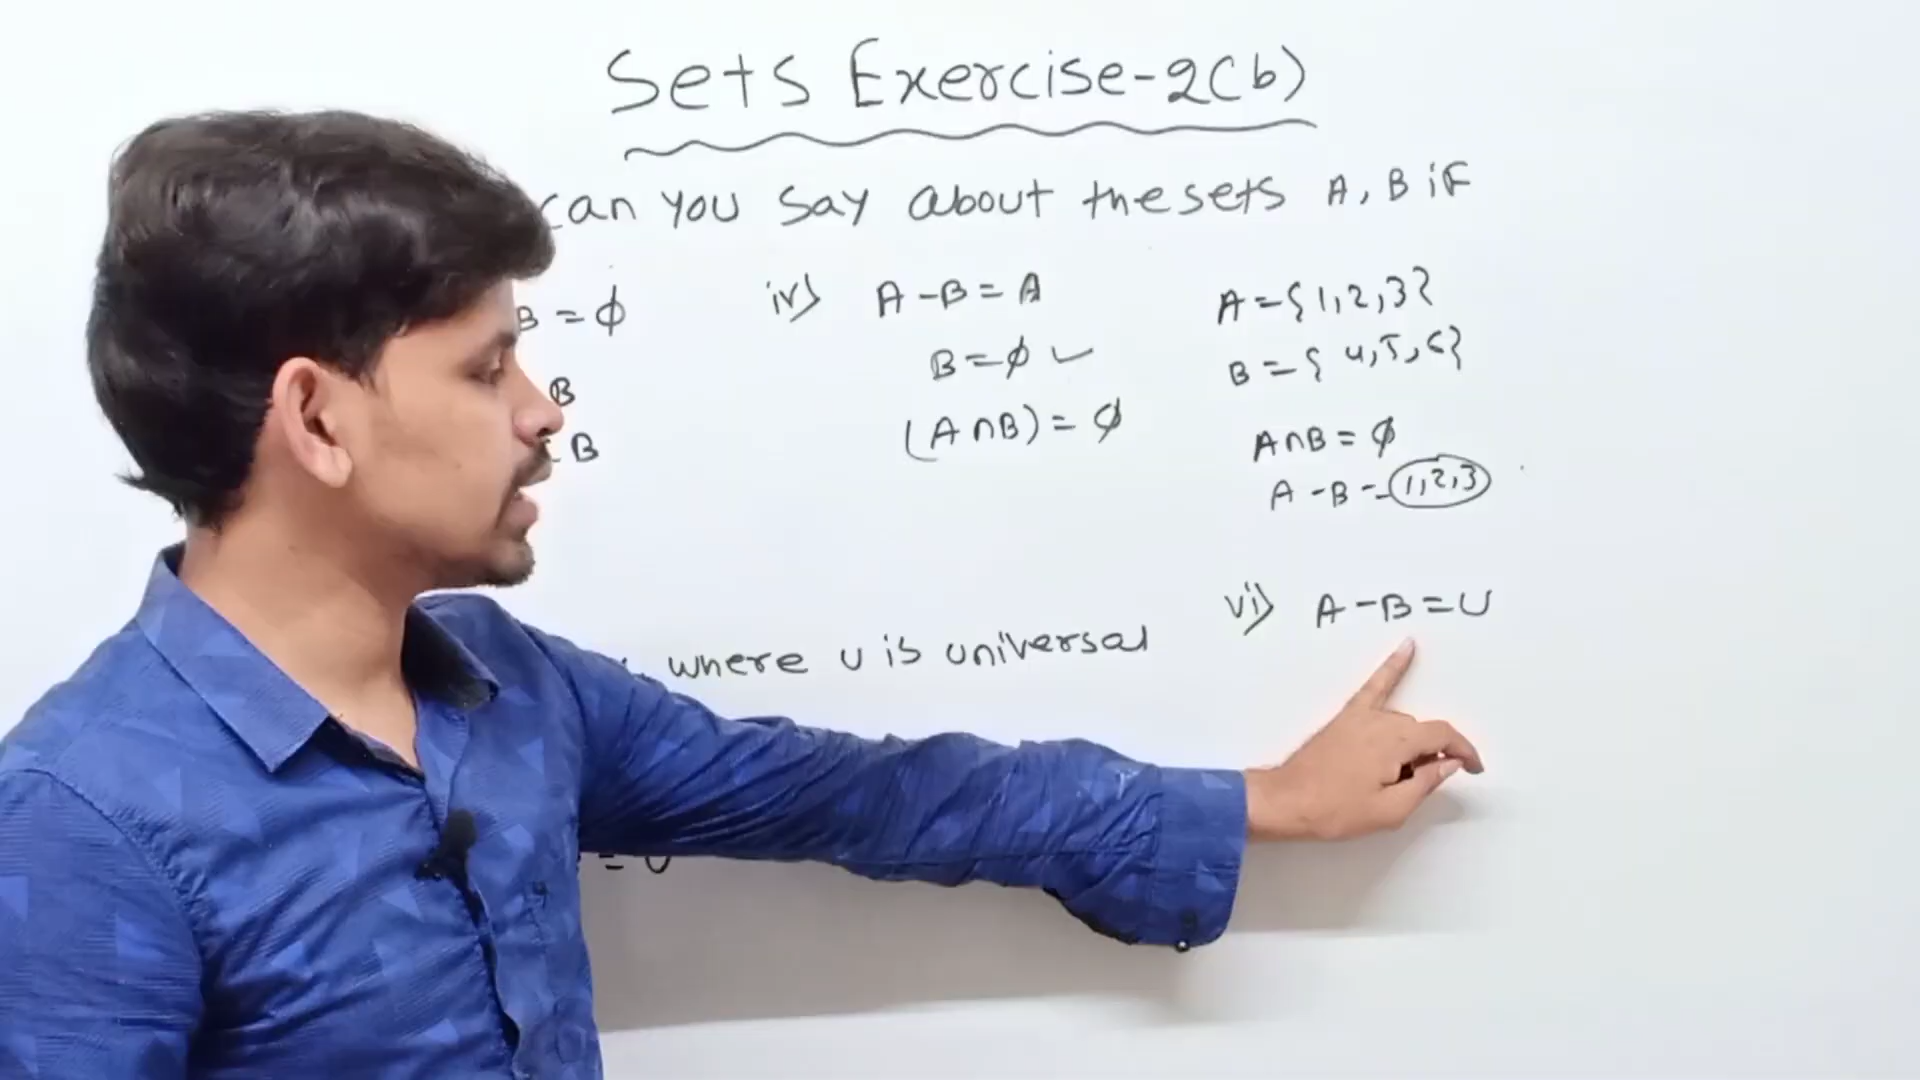 Sets Exercise-2(b)
can you say about the sets A, B if
B = ϕ
B
B
iv) A - B = A
B = ϕ ✓
(A ∩ B) = ϕ
A = { 1, 2, 3 }
B = { 4, 5, 6 }
A ∩ B = ϕ
A - B = 1, 2, 3
where U is universal
vi) A - B = U
= U